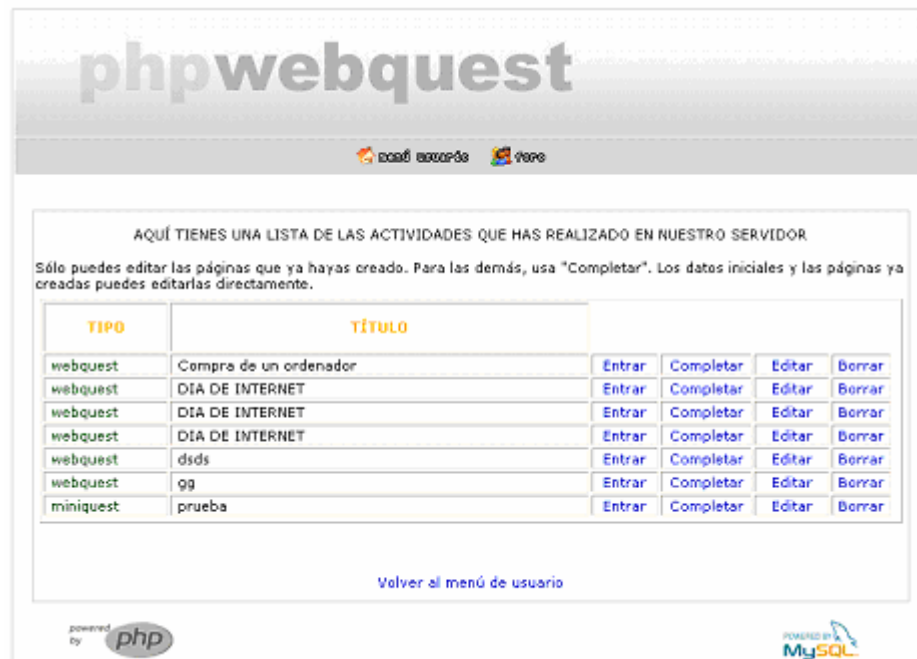 phpwebquest
menú usuario foro
AQUÍ TIENES UNA LISTA DE LAS ACTIVIDADES QUE HAS REALIZADO EN NUESTRO SERVIDOR
Sólo puedes editar las páginas que ya hayas creado. Para las demás, usa "Completar". Los datos iniciales y las páginas ya
creadas puedes editarlas directamente.
TIPO TÍTULO
webquest Compra de un ordenador Entrar Completar Editar Borrar
webquest DIA DE INTERNET Entrar Completar Editar Borrar
webquest DIA DE INTERNET Entrar Completar Editar Borrar
webquest DIA DE INTERNET Entrar Completar Editar Borrar
webquest dsds Entrar Completar Editar Borrar
webquest gg Entrar Completar Editar Borrar
miniquest prueba Entrar Completar Editar Borrar
Volver al menú de usuario
powered by php
POWERED BY MySQL